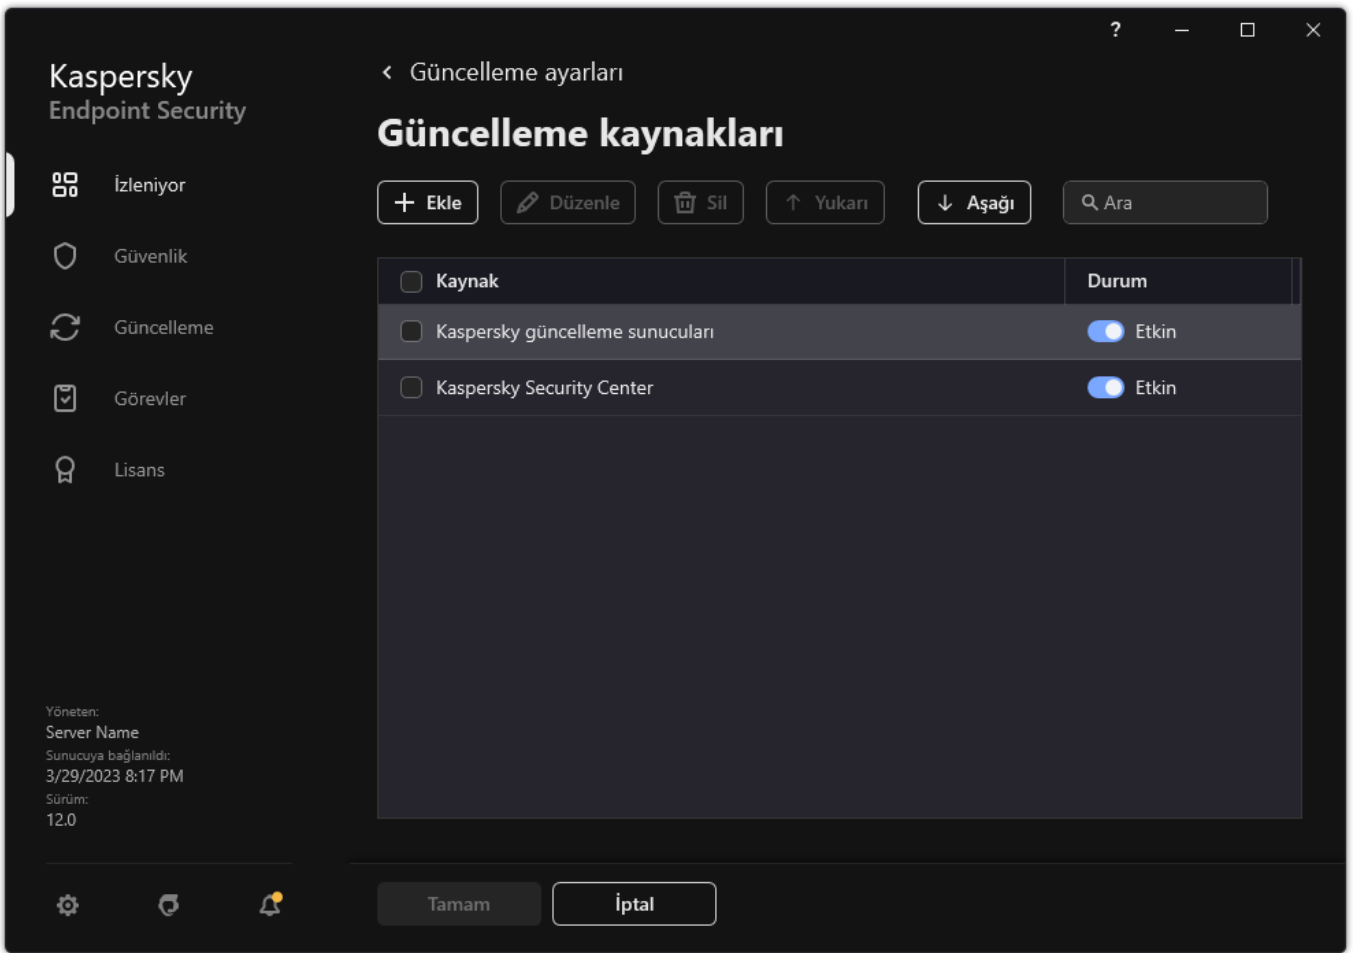 ?
Kaspersky
Endpoint Security
İzleniyor
Güvenlik
Güncelleme
Görevler
Lisans
Yöneten:
Server Name
Sunucuya bağlanıldı:
3/29/2023 8:17 PM
Sürüm:
12.0
Güncelleme ayarları
Güncelleme kaynakları
Ekle Düzenle Sil Yukarı Aşağı Ara
Kaynak Durum
Kaspersky güncelleme sunucuları Etkin
Kaspersky Security Center Etkin
Tamam İptal